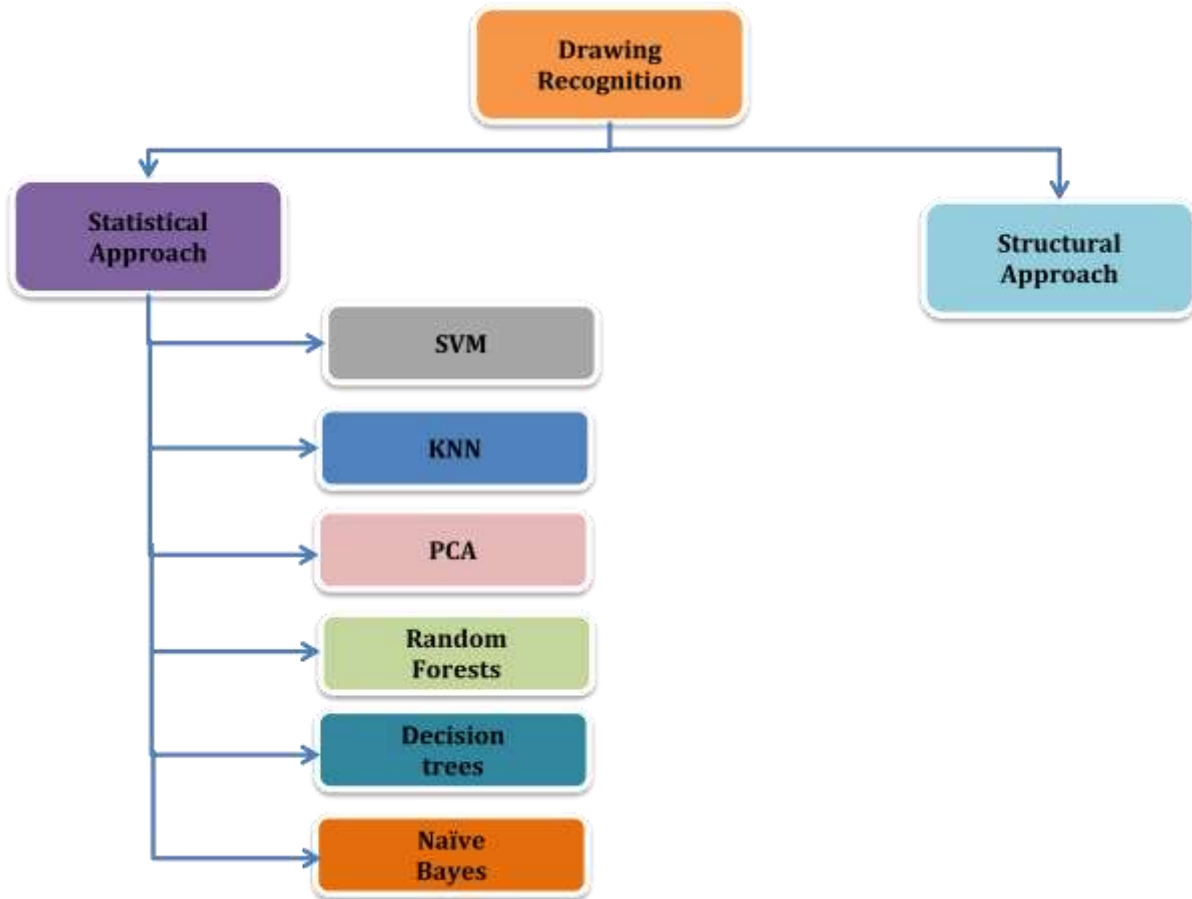 Drawing
Recognition
Statistical
Approach
Structural
Approach
SVM
KNN
PCA
Random
Forests
Decision
trees
Naïve
Bayes